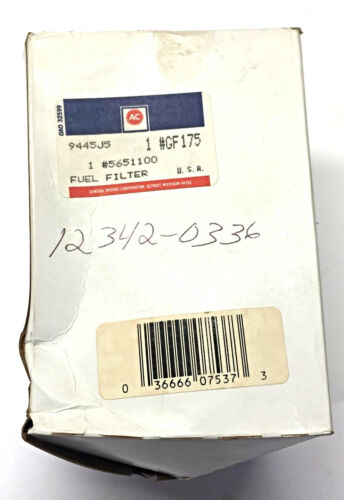 OAO 32599
AC
9445J5 1 #GF175
1 #5651100
FUEL FILTER U.S.A.
GENERAL MOTORS CORPORATION, DETROIT, MICHIGAN 48202
12342-0336
0 36666 07537 3